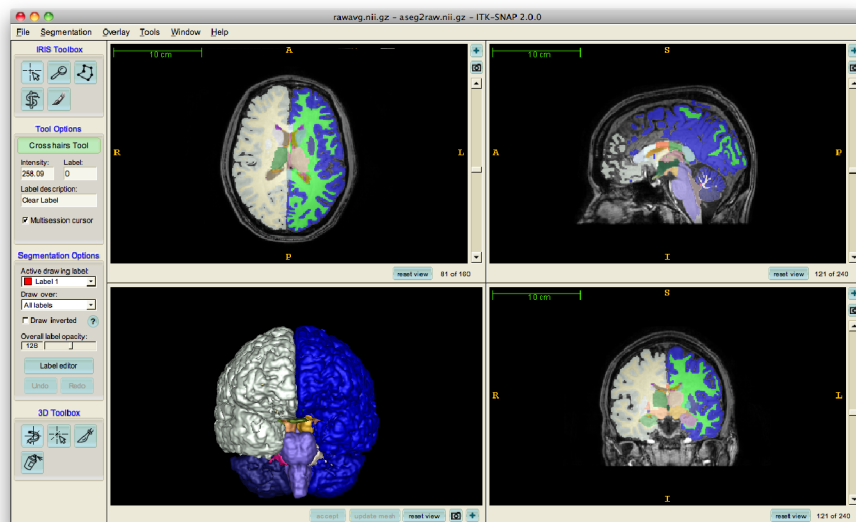 rawavg.nii.gz - aseg2raw.nii.gz - ITK-SNAP 2.0.0
File Segmentation Overlay Tools Window Help
IRIS Toolbox
Tool Options
Crosshairs Tool
Intensity: Label:
258.09 0
Label description:
Clear Label
Multisession cursor
Segmentation Options
Active drawing label:
Label 1
Draw over:
All labels
Draw inverted ?
Overall label opacity:
128
Label editor
Undo Redo
3D Toolbox
10 cm
A
R
L
P
reset view 81 of 160
10 cm
S
A
P
I
reset view 121 of 240
accept update mesh reset view
10 cm
S
R
L
I
reset view 121 of 240